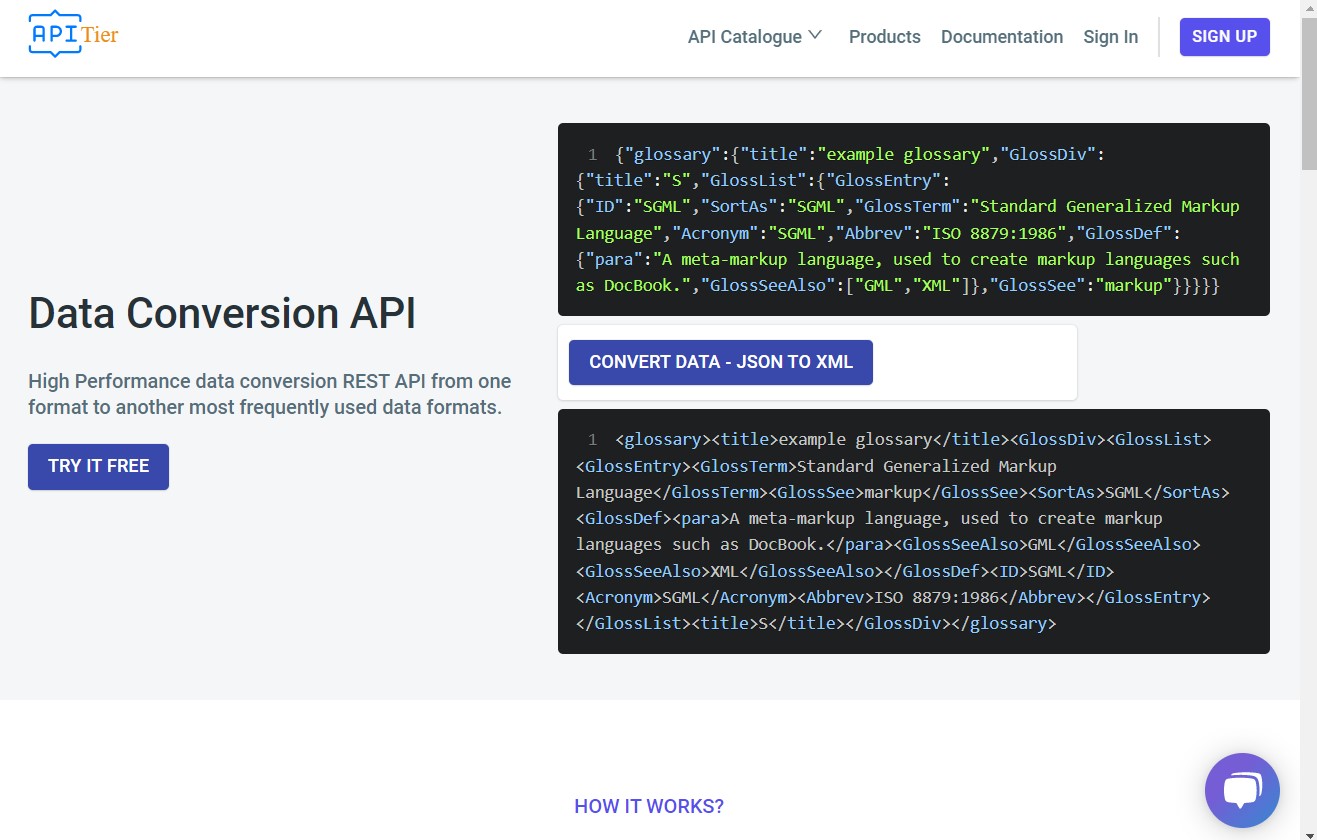 API Tier
API Catalogue
Products
Documentation
Sign In
SIGN UP
Data Conversion API
High Performance data conversion REST API from one
format to another most frequently used data formats.
TRY IT FREE
1 {"glossary":{"title":"example glossary","GlossDiv":
{"title":"S","GlossList":{"GlossEntry":
{"ID":"SGML","SortAs":"SGML","GlossTerm":"Standard Generalized Markup
Language","Acronym":"SGML","Abbrev":"ISO 8879:1986","GlossDef":
{"para":"A meta-markup language, used to create markup languages such
as DocBook.","GlossSeeAlso":["GML","XML"]},"GlossSee":"markup"}}}}}
CONVERT DATA - JSON TO XML
1 <glossary><title>example glossary</title><GlossDiv><GlossList>
<GlossEntry><GlossTerm>Standard Generalized Markup
Language</GlossTerm><GlossSee>markup</GlossSee><SortAs>SGML</SortAs>
<GlossDef><para>A meta-markup language, used to create markup
languages such as DocBook.</para><GlossSeeAlso>GML</GlossSeeAlso>
<GlossSeeAlso>XML</GlossSeeAlso></GlossDef><ID>SGML</ID>
<Acronym>SGML</Acronym><Abbrev>ISO 8879:1986</Abbrev></GlossEntry>
</GlossList><title>S</title></GlossDiv></glossary>
HOW IT WORKS?